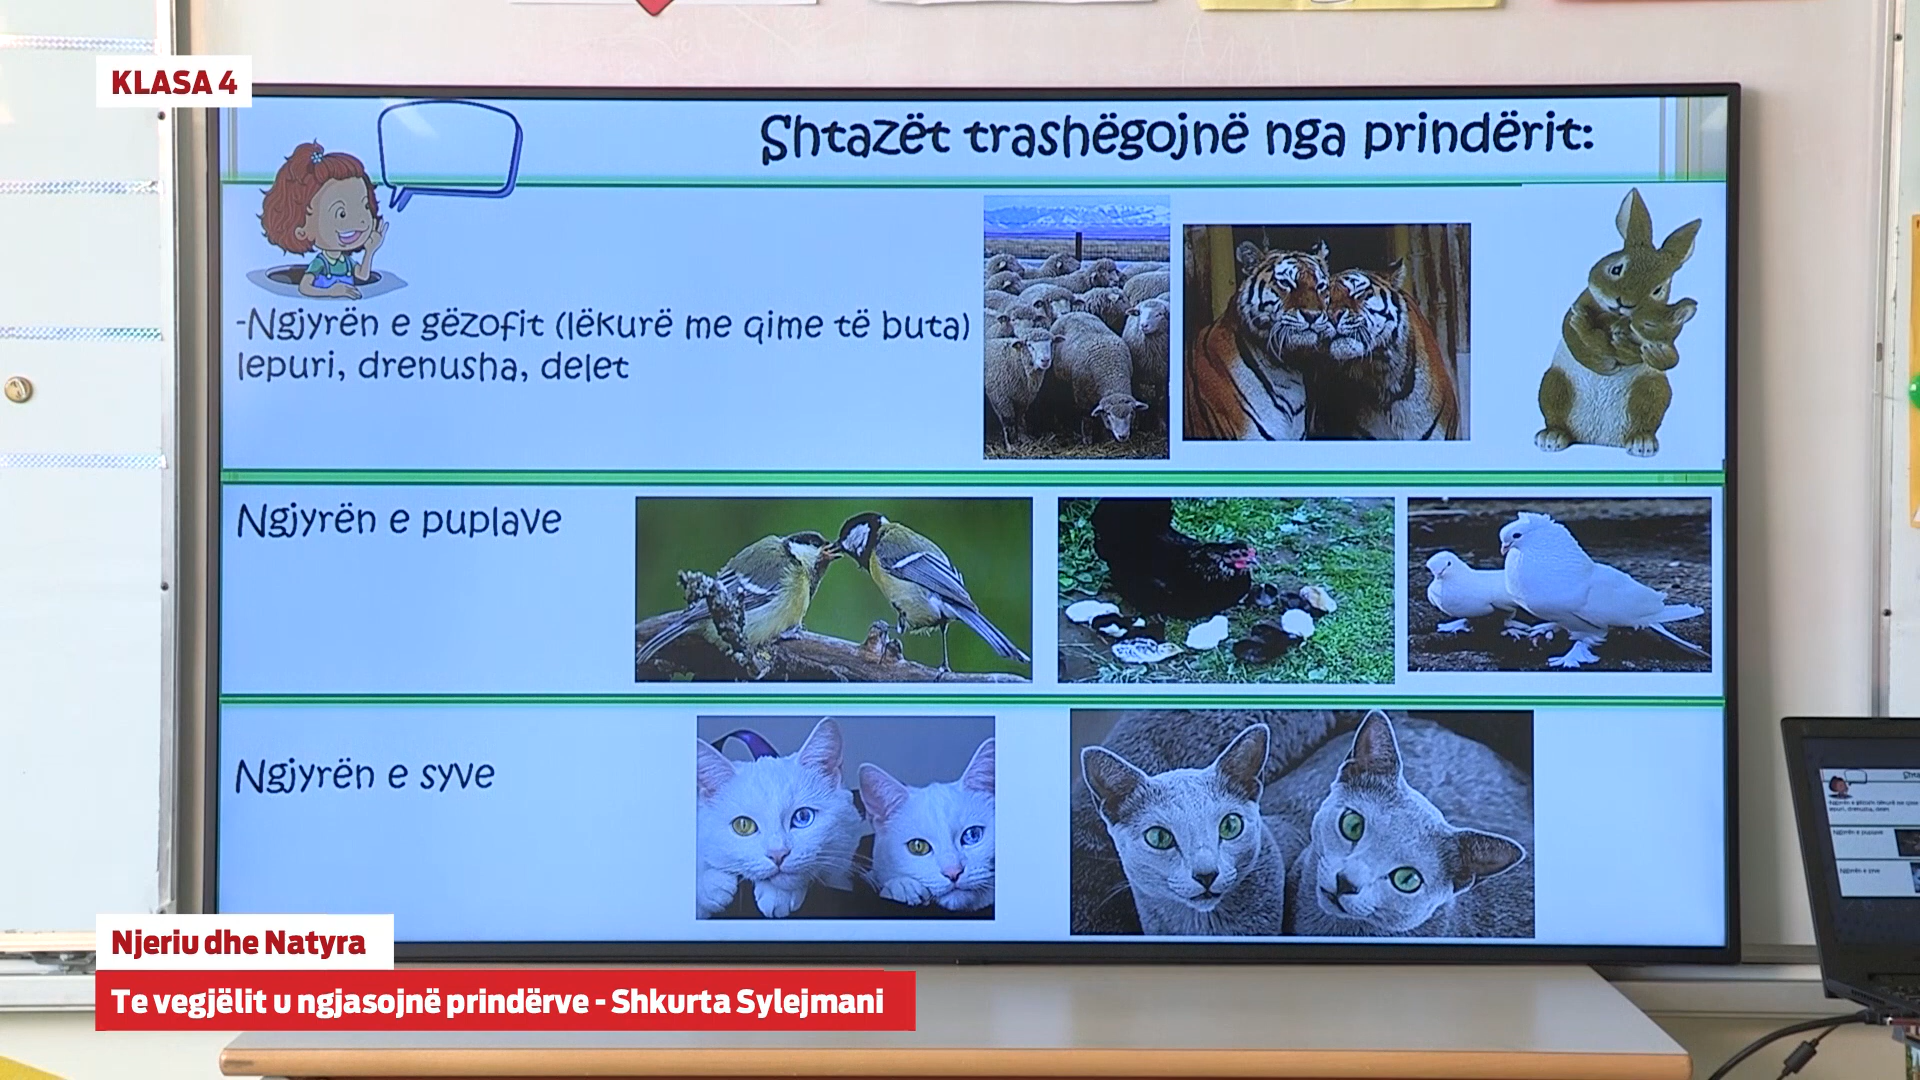 KLASA 4
Shtazët trashëgojnë nga prindërit:
-Ngjyrën e gëzofit (lëkurë me qime të buta)
lepuri, drenusha, delet
Ngjyrën e puplave
Ngjyrën e syve
Njeriu dhe Natyra
Te vegjëlit u ngjasojnë prindërve - Shkurta Sylejmani